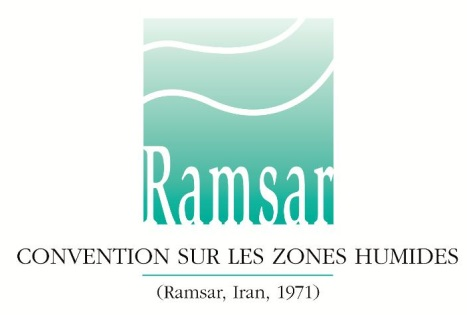 Ramsar
CONVENTION SUR LES ZONES HUMIDES
(Ramsar, Iran, 1971)